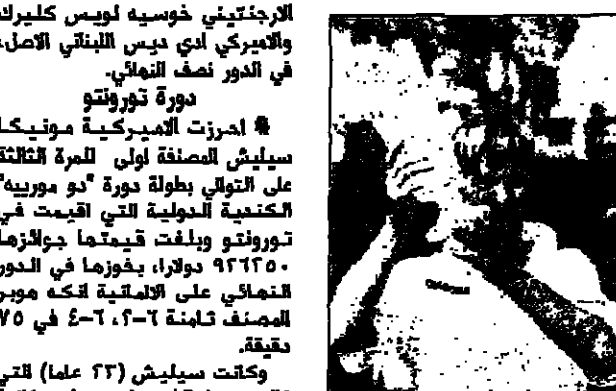 الارجنتيني خوسيه لويس كليرك
والاميركي ادي ديبس اللبناني الاصل،
في الدور نصف النهائي.
دورة تورونتو
* احرزت الاميركية مونيكا
سيليش المصنفة اولى للمرة الثالثة
على التوالي بطولة دورة "دو مورييه"
الكندية الدولية التي اقيمت في
تورونتو وبلغت قيمتها جوائزها
٩٢٦٢٥٠ دولارا، بفوزها في الدور
النهائي على الالمانية انكه هوبر
المصنف ثامنة ٦-٢، ٦-٤ في ٧٥
دقيقة.
وكانت سيليش (٢٣ عاما) التي